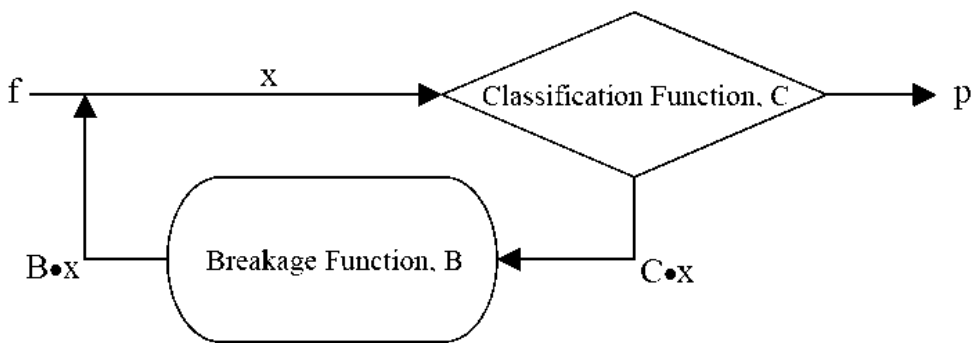 f
x
Classification Function, C
p
Breakage Function, B
B•x
C•x